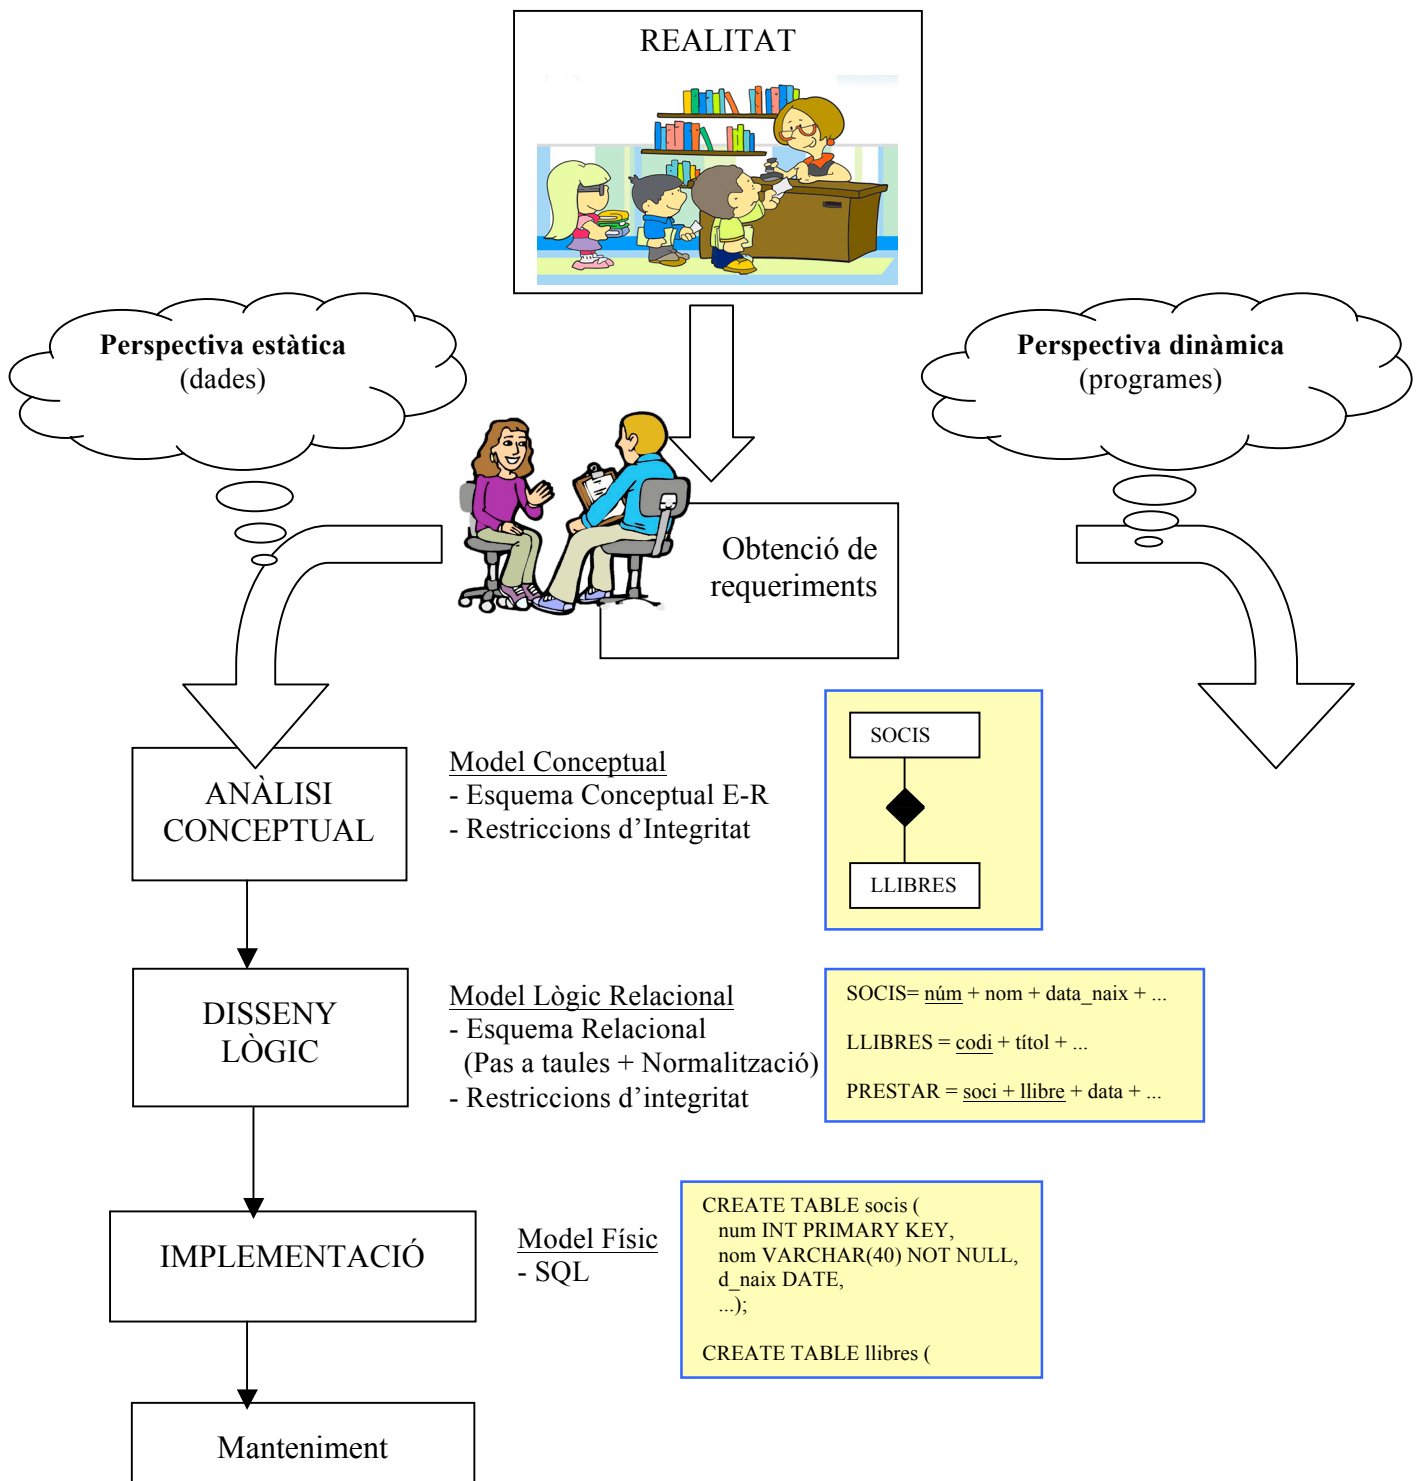 REALITAT
Perspectiva estàtica
(dades)
Perspectiva dinàmica
(programes)
Obtenció de
requeriments
ANÀLISI
CONCEPTUAL
Model Conceptual
- Esquema Conceptual E-R
- Restriccions d’Integritat
SOCIS
LLIBRES
DISSENY
LÒGIC
Model Lògic Relacional
- Esquema Relacional
(Pas a taules + Normalització)
- Restriccions d’integritat
SOCIS= núm + nom + data_naix + ...
LLIBRES = codi + títol + ...
PRESTAR = soci + llibre + data + ...
IMPLEMENTACIÓ
Model Físic
- SQL
CREATE TABLE socis (
num INT PRIMARY KEY,
nom VARCHAR(40) NOT NULL,
d_naix DATE,
...);
CREATE TABLE llibres (
Manteniment